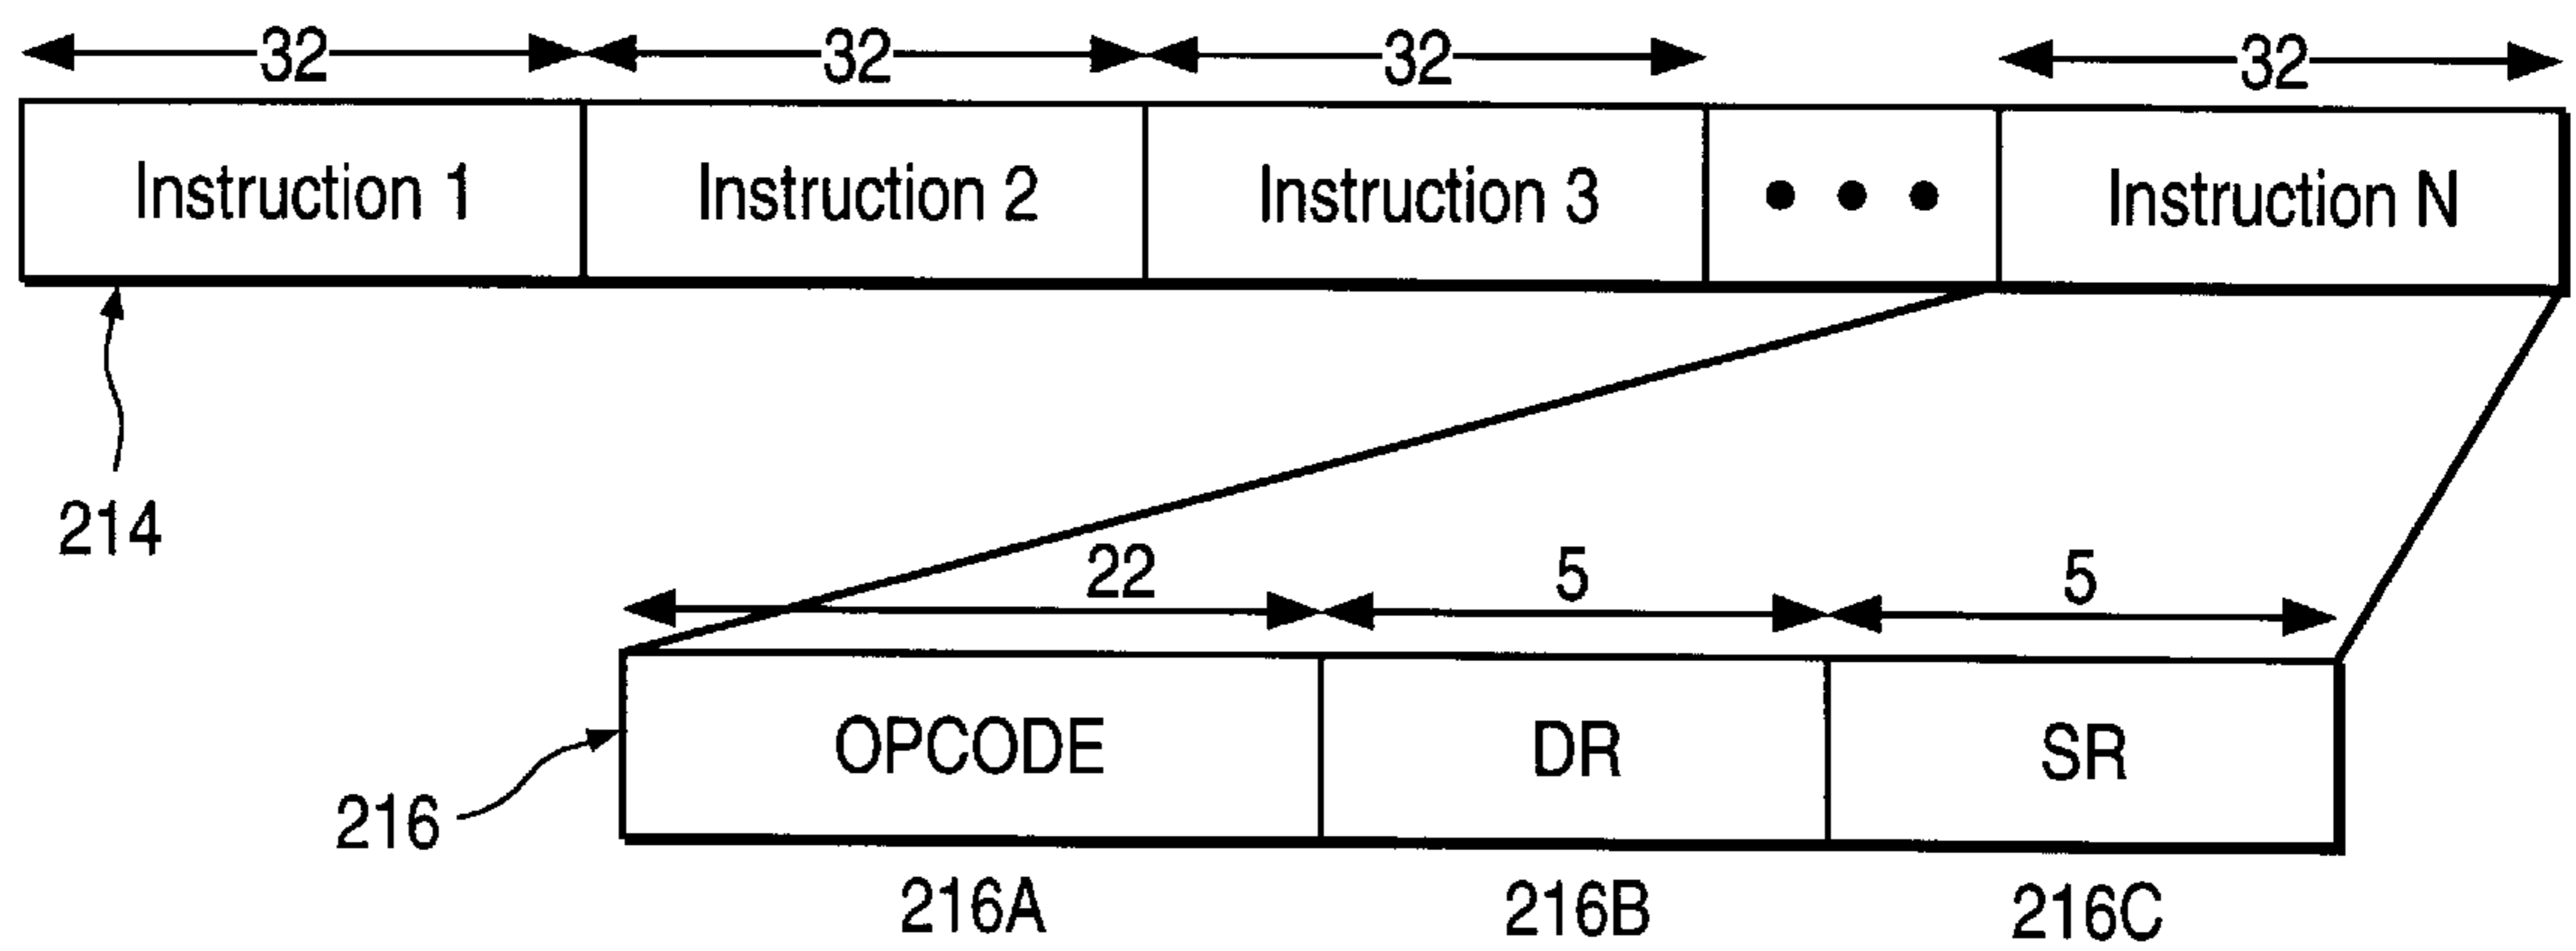 32 32 32 32
Instruction 1 Instruction 2 Instruction 3 • • • Instruction N
214
22 5 5
OPCODE DR SR
216
216A 216B 216C